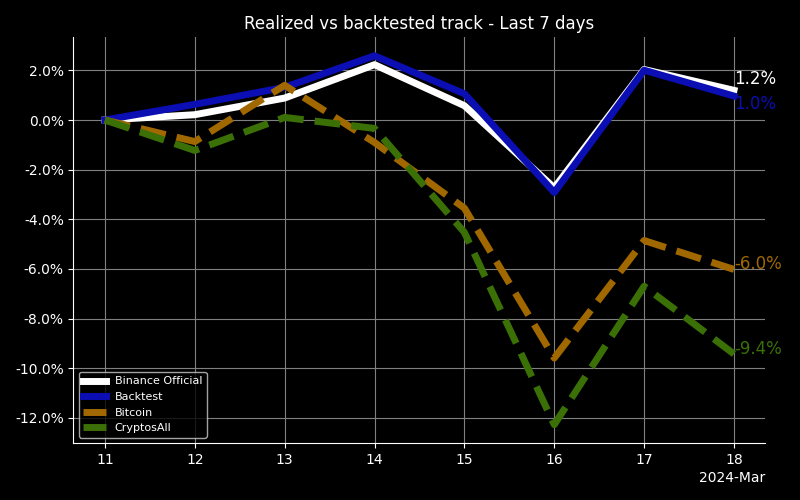 Realized vs backtested track - Last 7 days
2.0%
0.0%
-2.0%
-4.0%
-6.0%
-8.0%
-10.0%
-12.0%
1.2%
1.0%
-6.0%
-9.4%
Binance Official
Backtest
Bitcoin
CryptosAll
11 12 13 14 15 16 17 18
2024-Mar